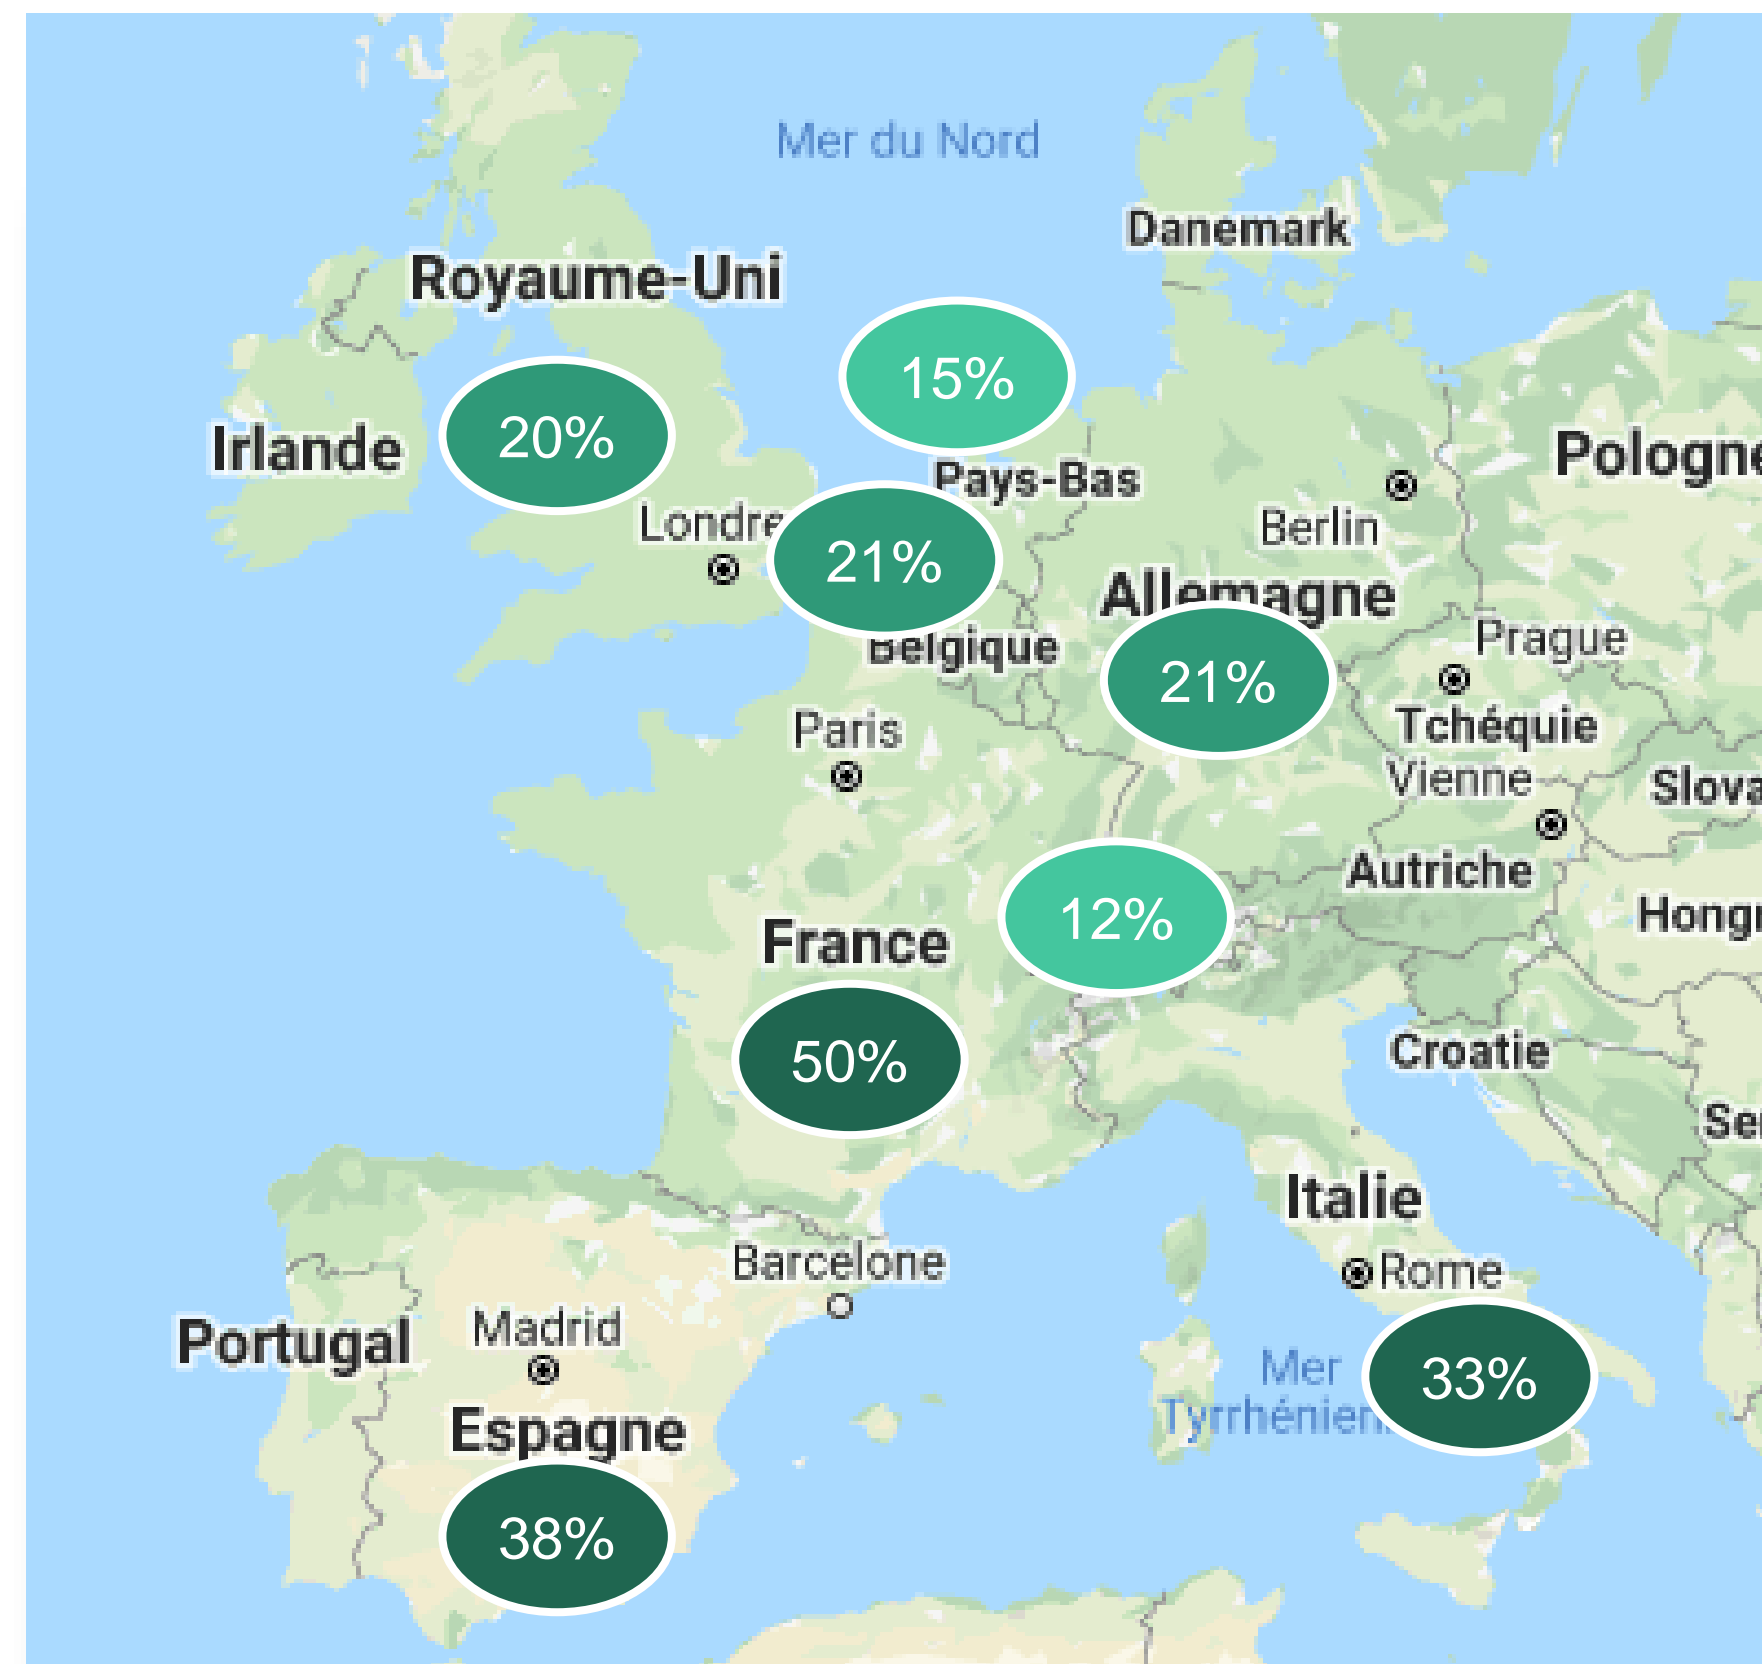 Mer du Nord
Danemark
Royaume-Uni
15%
20%
Irlande
Pays-Bas
Pologne
Londre
21%
Berlin
Allemagne
Belgique
21%
Prague
Tchéquie
Paris
Vienne
Slova
Autriche
12%
Hongr
France
50%
Croatie
Se
Italie
Barcelone
Rome
Portugal
Madrid
Mer
Tyrrhénien
33%
Espagne
38%